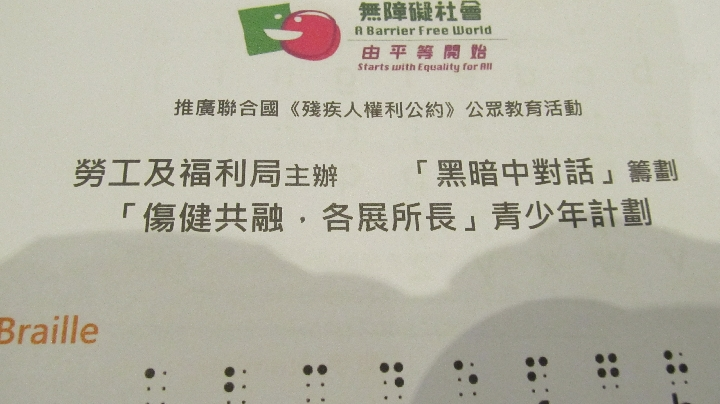 無障礙社會
A Barrier Free World
由平等開始
Starts with Equality for All
推廣聯合國《殘疾人權利公約》公眾教育活動
勞工及福利局主辦 「黑暗中對話」籌劃
「傷健共融，各展所長」青少年計劃
Braille